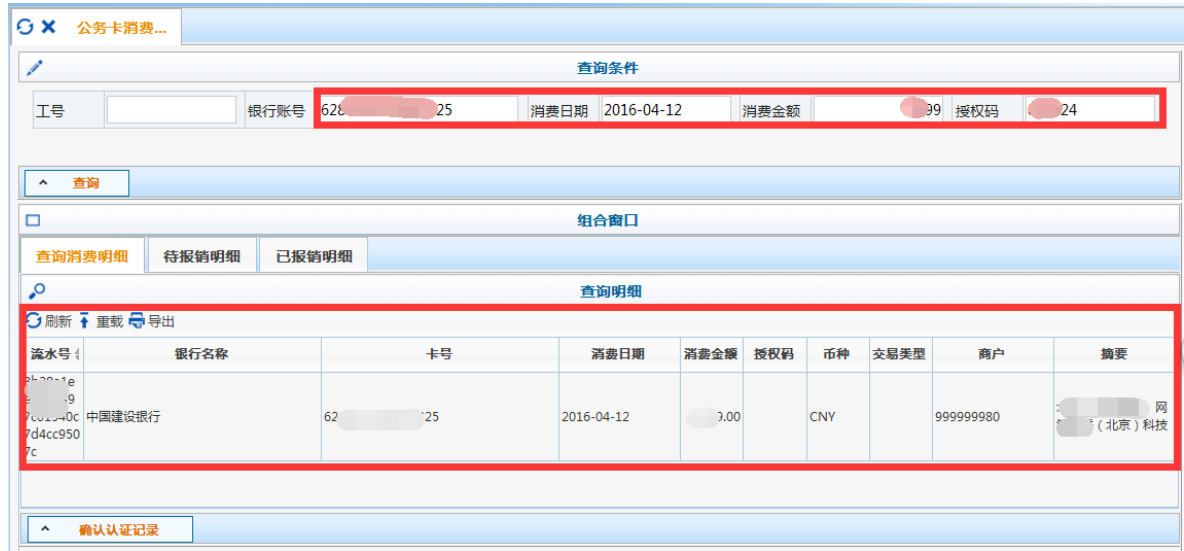 公务卡消费...
查询条件
工号 银行账号 628 25 消费日期 2016-04-12 消费金额 99 授权码 24
查询
组合窗口
查询消费明细 待报销明细 已报销明细
查询明细
刷新 重载 导出
流水号 银行名称 卡号 消费日期 消费金额 授权码 币种 交易类型 商户 摘要
中国建设银行 62 25 2016-04-12 9.00 CNY 999999980 网
7d4cc950 (北京)科技
7c
确认认证记录